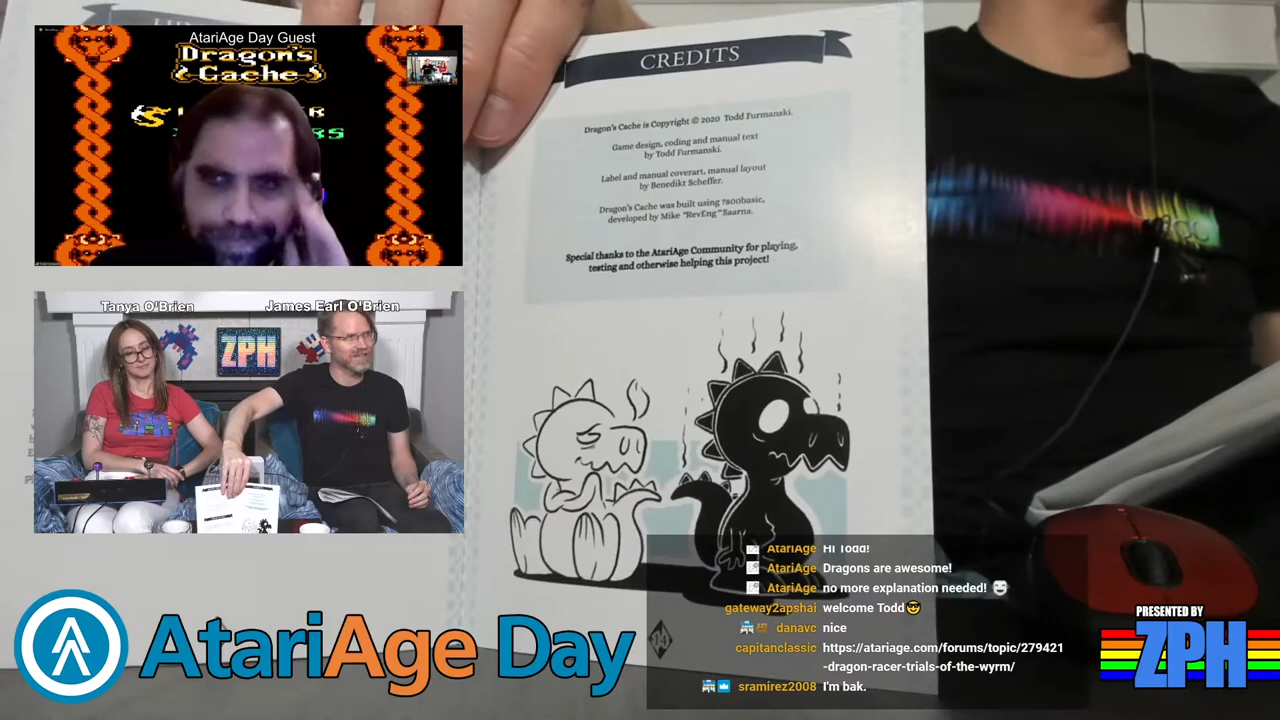 AtariAge Day Guest
Dragon's
Cache
Tanya O'Brien
James Earl O'Brien
ZPH
ZPH
CREDITS
Dragon's Cache is Copyright © 2020 Todd Furmanski.
Game design, coding and manual text
by Todd Furmanski.
Label and manual coverart, manual layout
by Benedikt Scheffer.
Dragon's Cache was built using 7800basic,
developed by Mike "RevEng" Saarna.
Special thanks to the AtariAge Community for playing,
testing and otherwise helping this project!
14
AtariAge Hi Todd!
AtariAge Dragons are awesome!
AtariAge no more explanation needed!
gateway2apshai welcome Todd
danavc nice
capitanclassic https://atariage.com/forums/topic/279421
-dragon-racer-trials-of-the-wyrm/
sramirez2008 I'm bak.
AtariAge Day
PRESENTED BY
ZPH